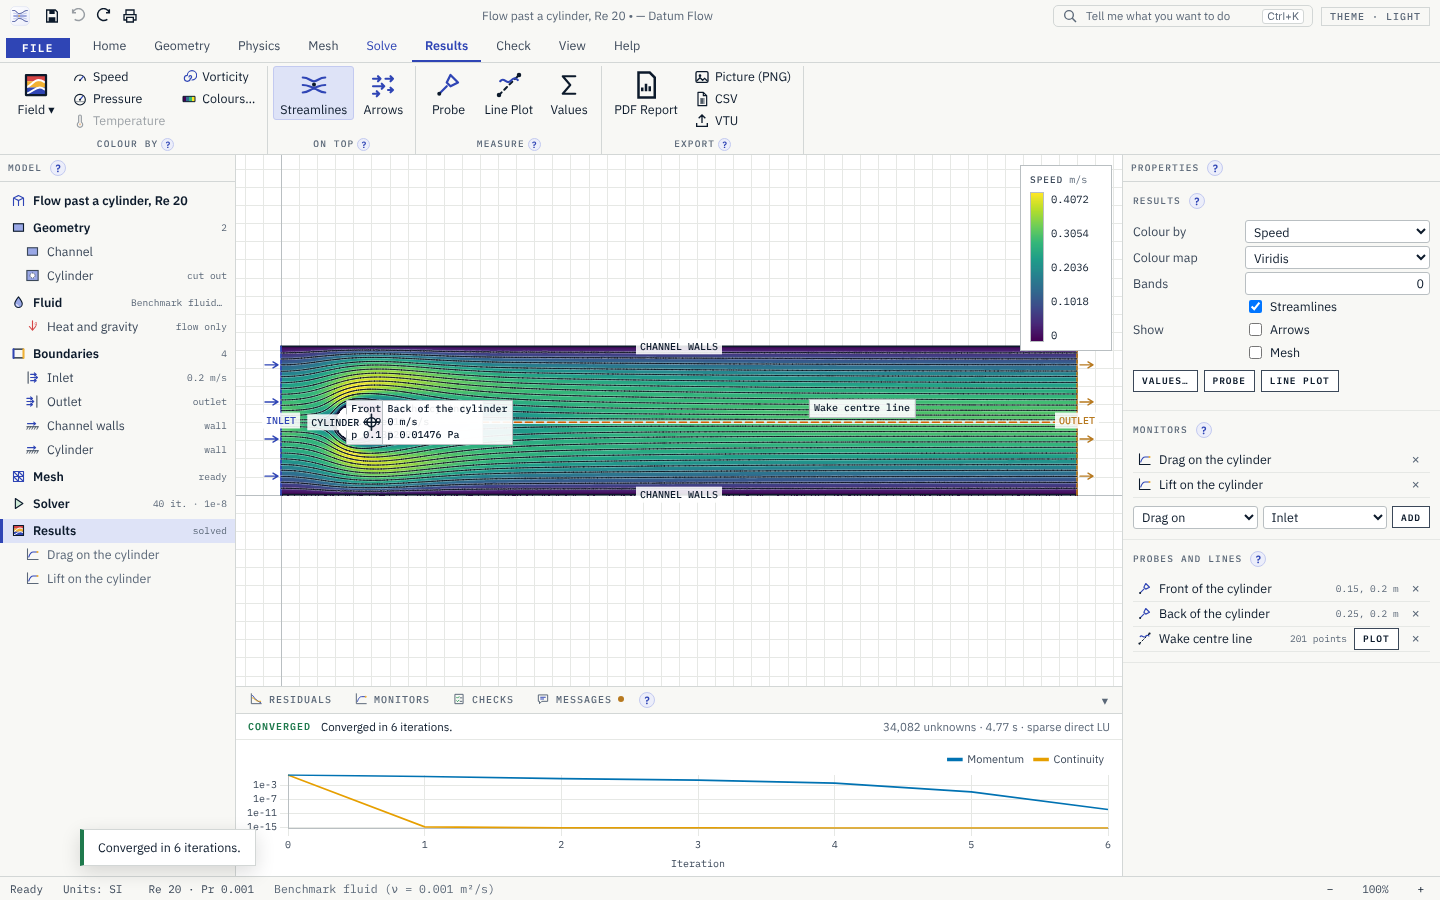 Flow past a cylinder, Re 20 • — Datum Flow
Tell me what you want to do
Ctrl+K
THEME · LIGHT
FILE
Home
Geometry
Physics
Mesh
Solve
Results
Check
View
Help
Field ▾
Speed
Pressure
Temperature
Vorticity
Colours...
COLOUR BY ?
Streamlines
Arrows
ON TOP ?
Probe
Line Plot
Values
MEASURE ?
PDF Report
Picture (PNG)
CSV
VTU
EXPORT ?
MODEL ?
Flow past a cylinder, Re 20
Geometry 2
Channel
Cylinder cut out
Fluid Benchmark fluid…
Heat and gravity flow only
Boundaries 4
Inlet 0.2 m/s
Outlet outlet
Channel walls wall
Cylinder wall
Mesh ready
Solver 40 it. · 1e-8
Results solved
Drag on the cylinder
Lift on the cylinder
SPEED m/s
0.4072
0.3054
0.2036
0.1018
0
CHANNEL WALLS
INLET
CYLINDER
Front
p 0.1
Back of the cylinder
0 m/s
p 0.01476 Pa
Wake centre line
OUTLET
CHANNEL WALLS
RESIDUALS
MONITORS
CHECKS
MESSAGES
?
▾
CONVERGED Converged in 6 iterations.
34,082 unknowns · 4.77 s · sparse direct LU
Momentum
Continuity
1e-3
1e-7
1e-11
1e-15
0 1 2 3 4 5 6
Iteration
Converged in 6 iterations.
PROPERTIES ?
RESULTS ?
Colour by Speed
Colour map Viridis
Bands 0
Streamlines
Show Arrows
Mesh
VALUES…
PROBE
LINE PLOT
MONITORS ?
Drag on the cylinder ×
Lift on the cylinder ×
Drag on
Inlet
ADD
PROBES AND LINES ?
Front of the cylinder 0.15, 0.2 m ×
Back of the cylinder 0.25, 0.2 m ×
Wake centre line 201 points PLOT ×
Ready
Units: SI
Re 20 · Pr 0.001
Benchmark fluid (ν = 0.001 m²/s)
− 100% +